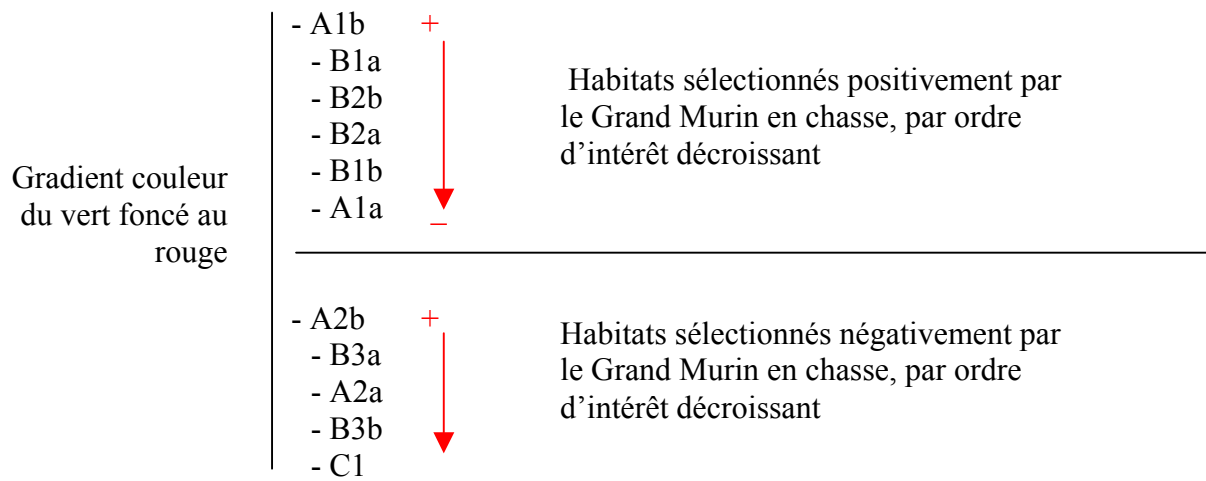 Gradient couleur
du vert foncé au
rouge
- A1b +
- B1a
- B2b
- B2a
- B1b
- A1a –
Habitats sélectionnés positivement par
le Grand Murin en chasse, par ordre
d’intérêt décroissant
- A2b +
- B3a
- A2a
- B3b
- C1
Habitats sélectionnés négativement par
le Grand Murin en chasse, par ordre
d’intérêt décroissant